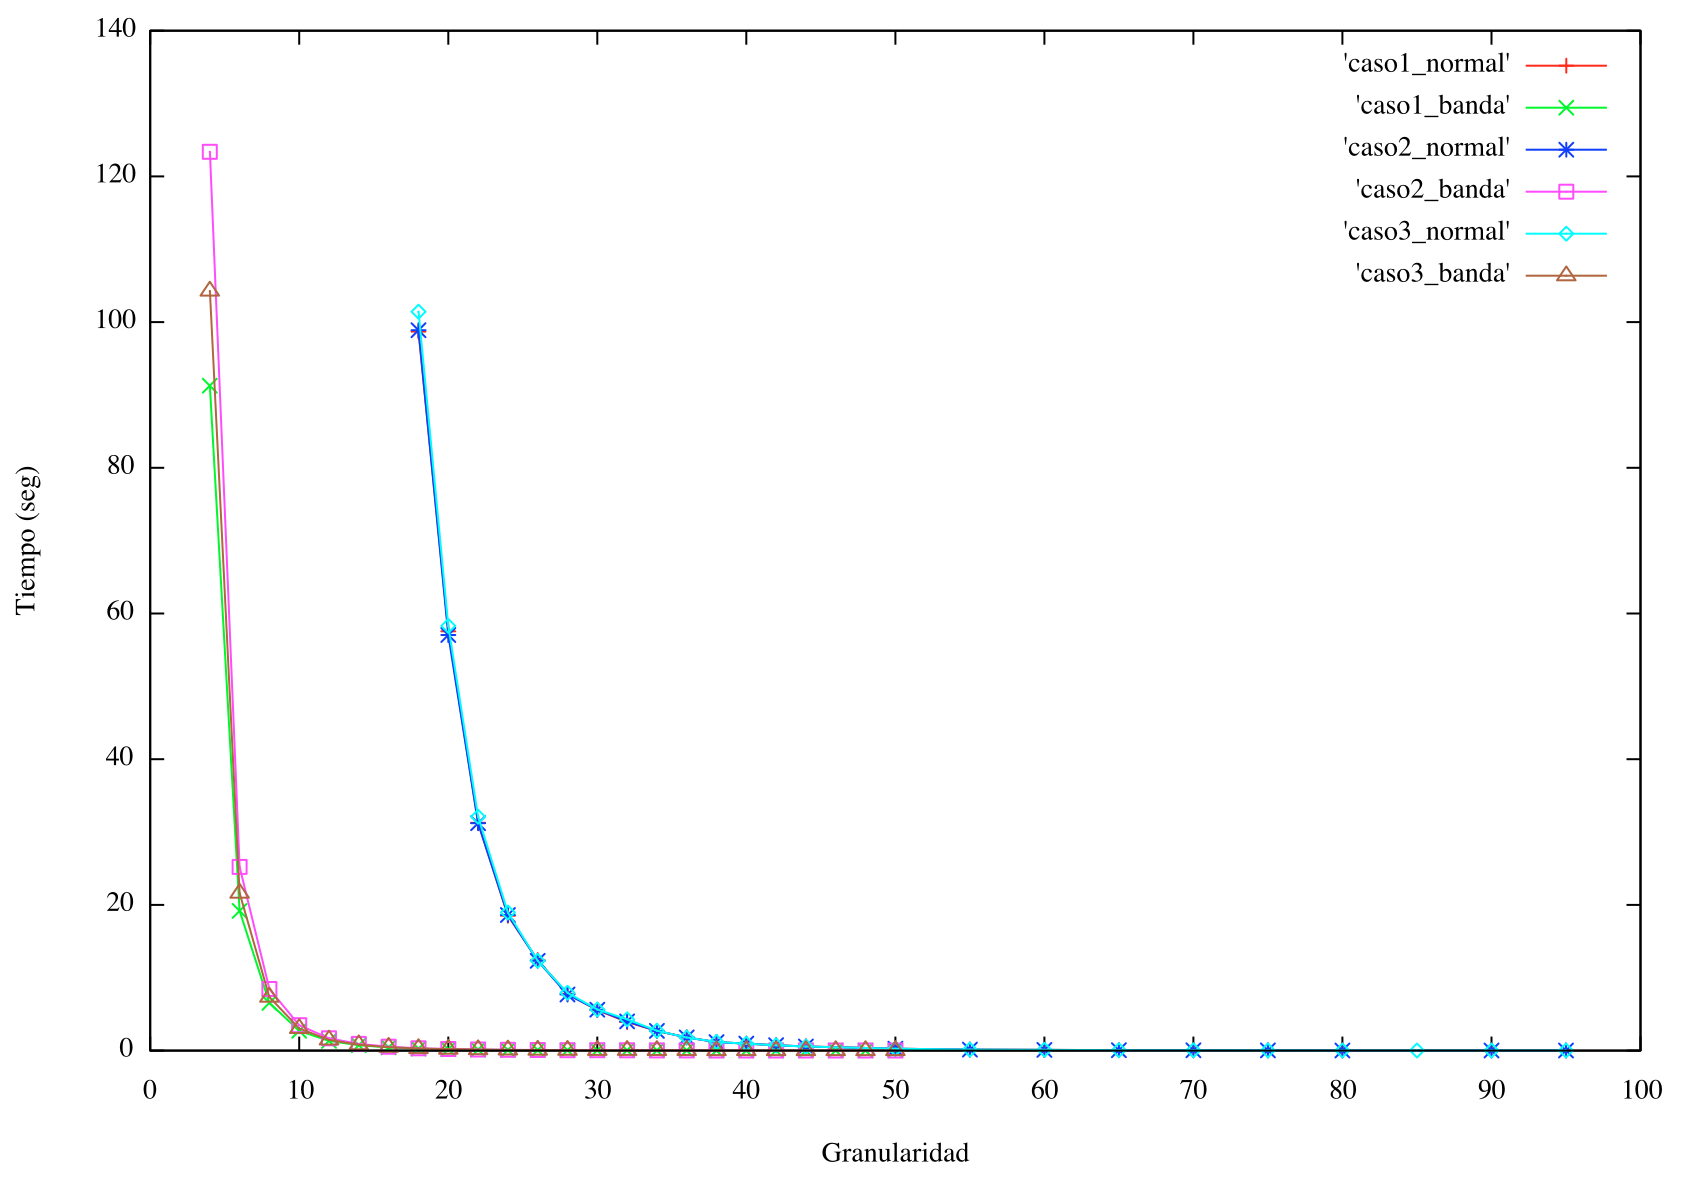 140
120
100
80
60
40
20
0
0 10 20 30 40 50 60 70 80 90 100
Tiempo (seg)
Granularidad
'caso1_normal'
'caso1_banda'
'caso2_normal'
'caso2_banda'
'caso3_normal'
'caso3_banda'